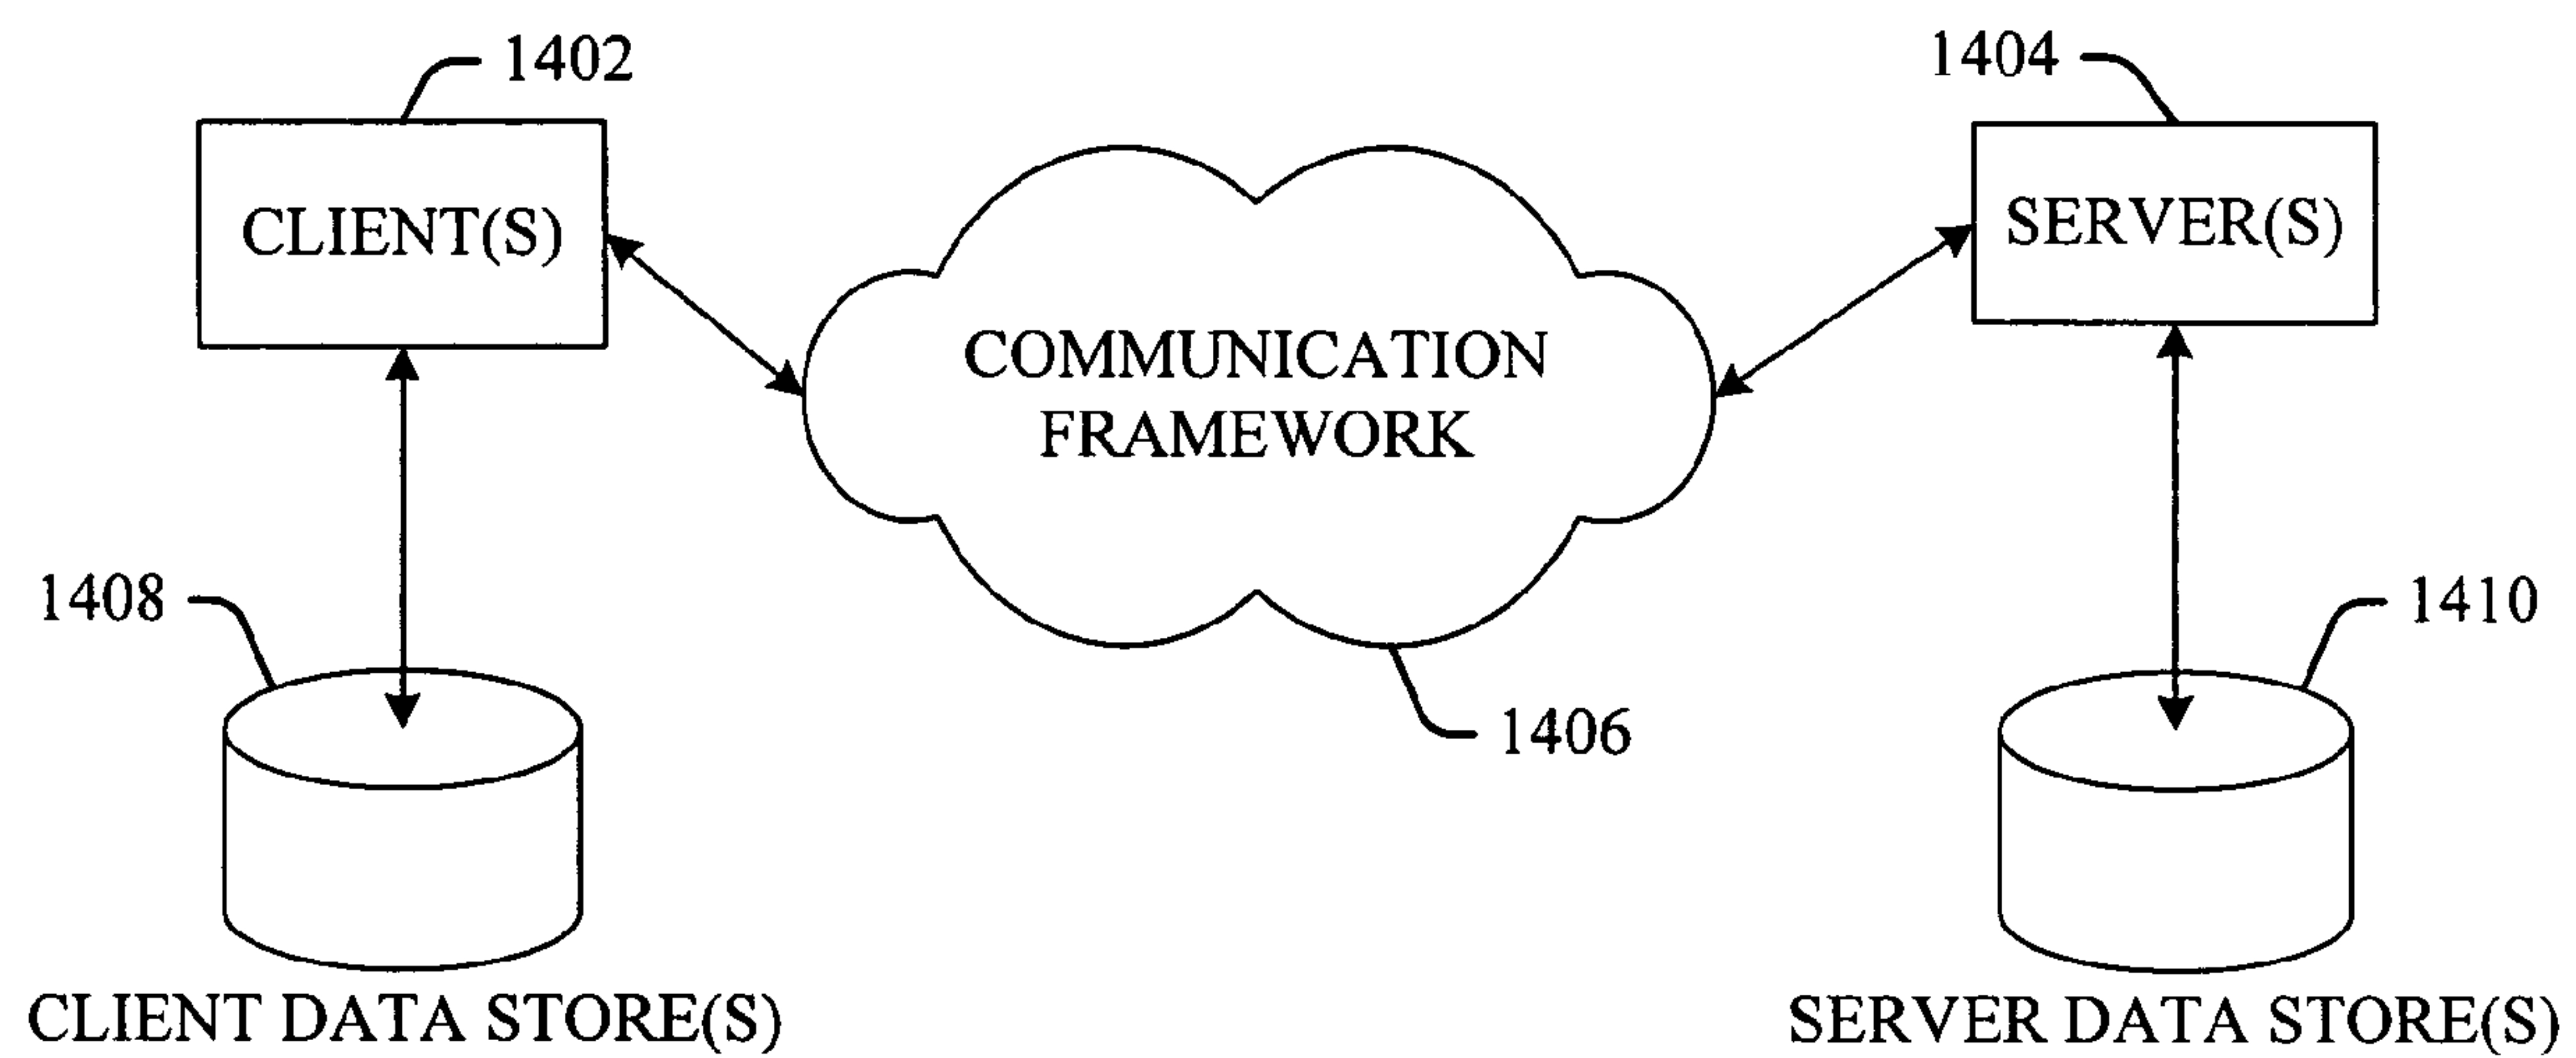 1402
1404
CLIENT(S)
SERVER(S)
COMMUNICATION
FRAMEWORK
1408
1410
1406
CLIENT DATA STORE(S)
SERVER DATA STORE(S)